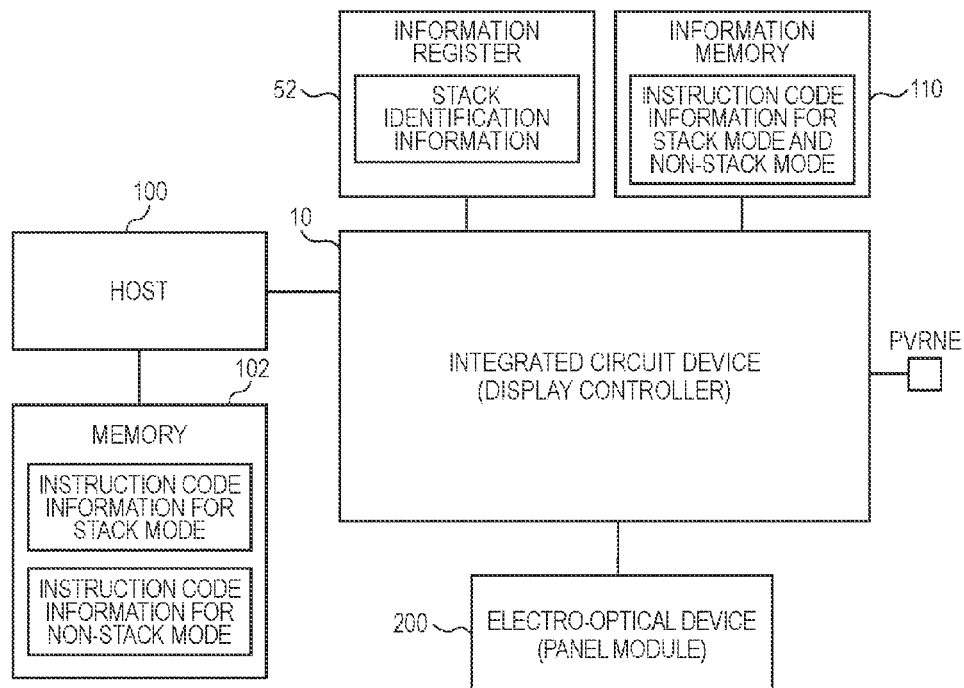 INFORMATION
REGISTER
52
STACK
IDENTIFICATION
INFORMATION
INFORMATION
MEMORY
110
INSTRUCTION CODE
INFORMATION FOR
STACK MODE AND
NON-STACK MODE
100
HOST
10
INTEGRATED CIRCUIT DEVICE
(DISPLAY CONTROLLER)
PVRNE
102
MEMORY
INSTRUCTION CODE
INFORMATION FOR
STACK MODE
INSTRUCTION CODE
INFORMATION FOR
NON-STACK MODE
200
ELECTRO-OPTICAL DEVICE
(PANEL MODULE)